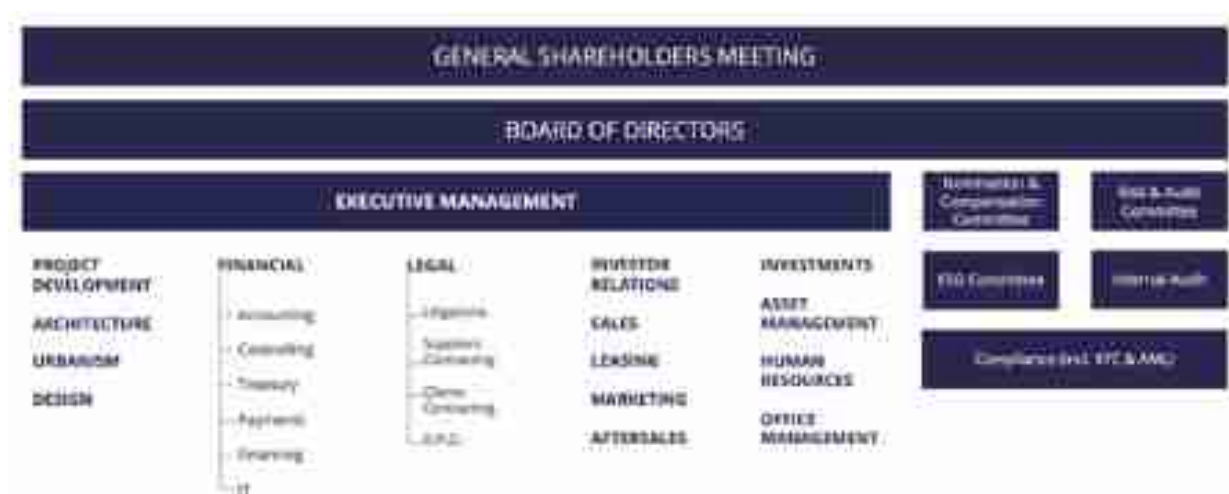 GENERAL SHAREHOLDERS MEETING
BOARD OF DIRECTORS
EXECUTIVE MANAGEMENT
Nomination &
Compensation
Committee
Risk & Audit
Committee
ESG Committee
Internal Audit
Compliance (incl. KYC & AML)
PROJECT
DEVELOPMENT
ARCHITECTURE
URBANISM
DESIGN
FINANCIAL
Accounting
Controlling
Treasury
Payments
Financing
IT
LEGAL
Litigations
Suppliers
Contracting
Clients
Contracting
INVESTOR
RELATIONS
SALES
LEASING
MARKETING
AFTERSALES
INVESTMENTS
ASSET
MANAGEMENT
HUMAN
RESOURCES
OFFICE
MANAGEMENT